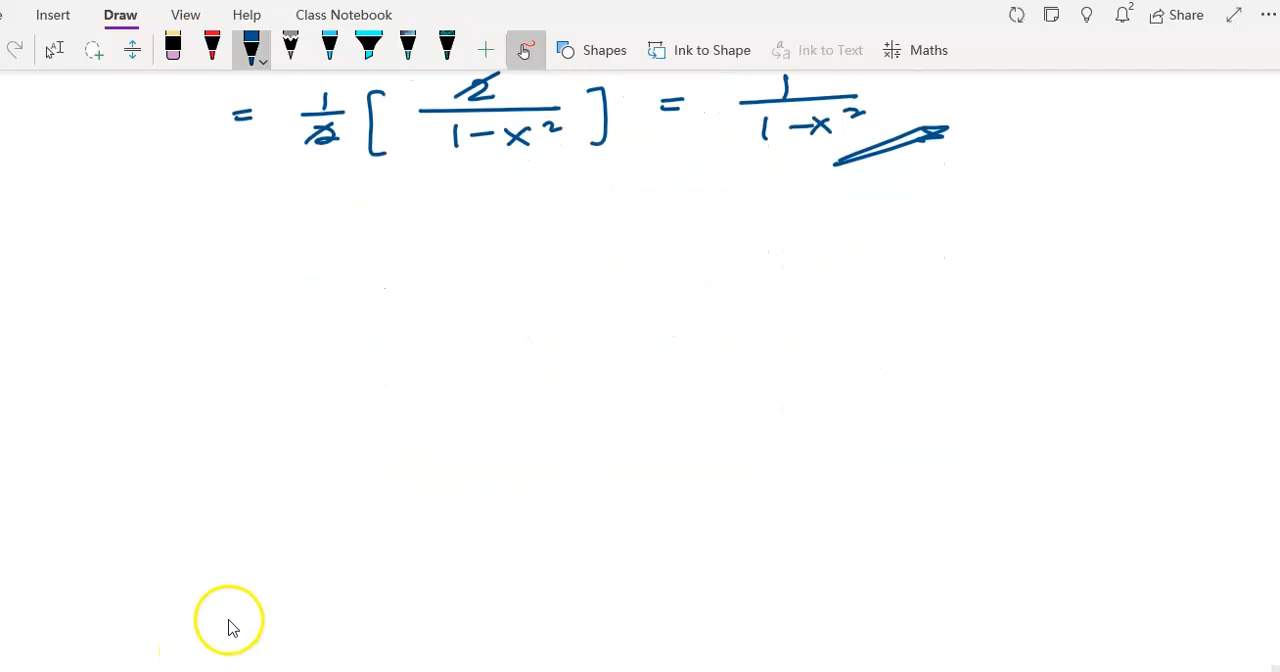 Insert Draw View Help Class Notebook 2 Share
Shapes Ink to Shape Ink to Text Maths
= 1/2 [ 2/(1-x²) ] = 1/(1-x²)